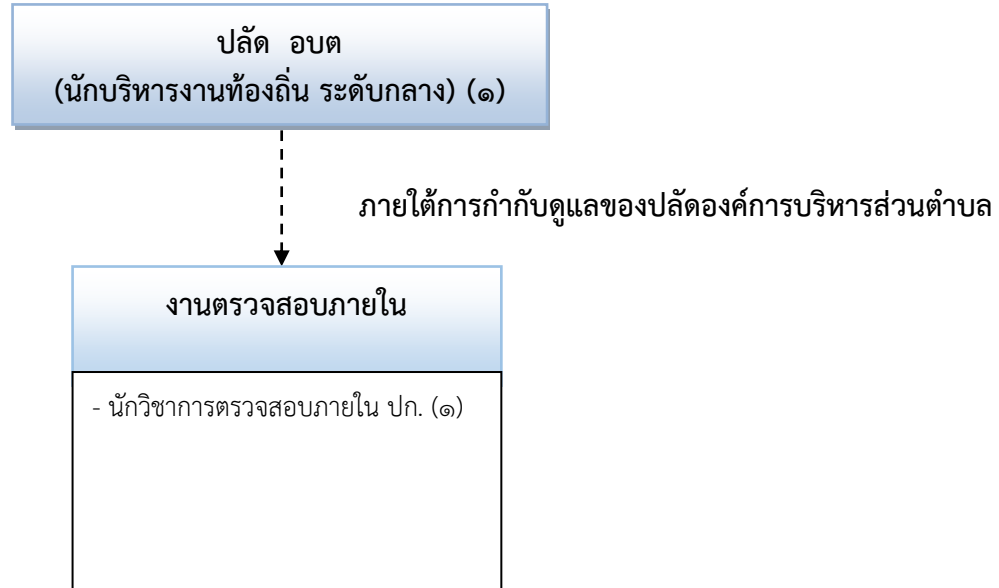 ปลัด อบต
(นักบริหารงานท้องถิ่น ระดับกลาง) (๑)
ภายใต้การกำกับดูแลของปลัดองค์การบริหารส่วนตำบล
งานตรวจสอบภายใน
- นักวิชาการตรวจสอบภายใน ปก. (๑)